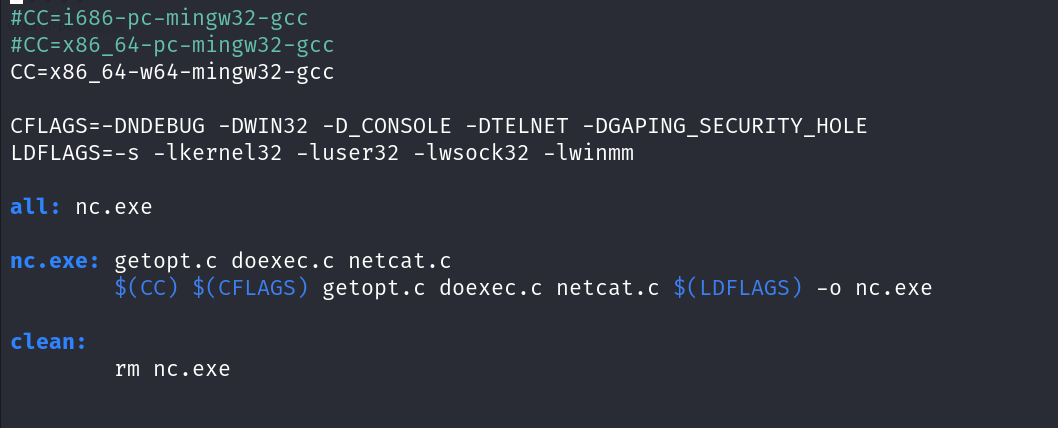 #CC=i686-pc-mingw32-gcc
#CC=x86_64-pc-mingw32-gcc
CC=x86_64-w64-mingw32-gcc

CFLAGS=-DNDEBUG -DWIN32 -D_CONSOLE -DTELNET -DGAPING_SECURITY_HOLE
LDFLAGS=-s -lkernel32 -luser32 -lwsock32 -lwinmm

all: nc.exe

nc.exe: getopt.c doexec.c netcat.c
        $(CC) $(CFLAGS) getopt.c doexec.c netcat.c $(LDFLAGS) -o nc.exe

clean:
        rm nc.exe